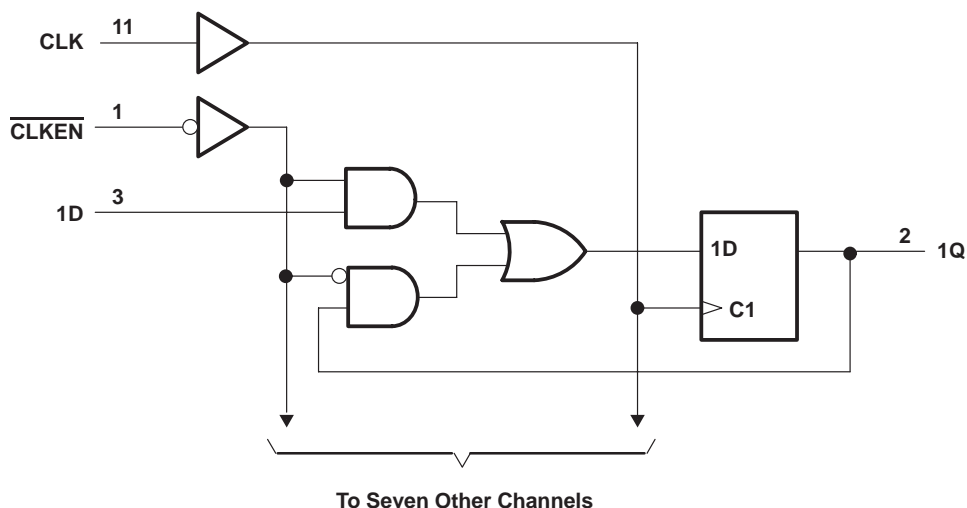 CLK 11
CLKEN 1
1D 3
1D
C1
2 1Q
To Seven Other Channels